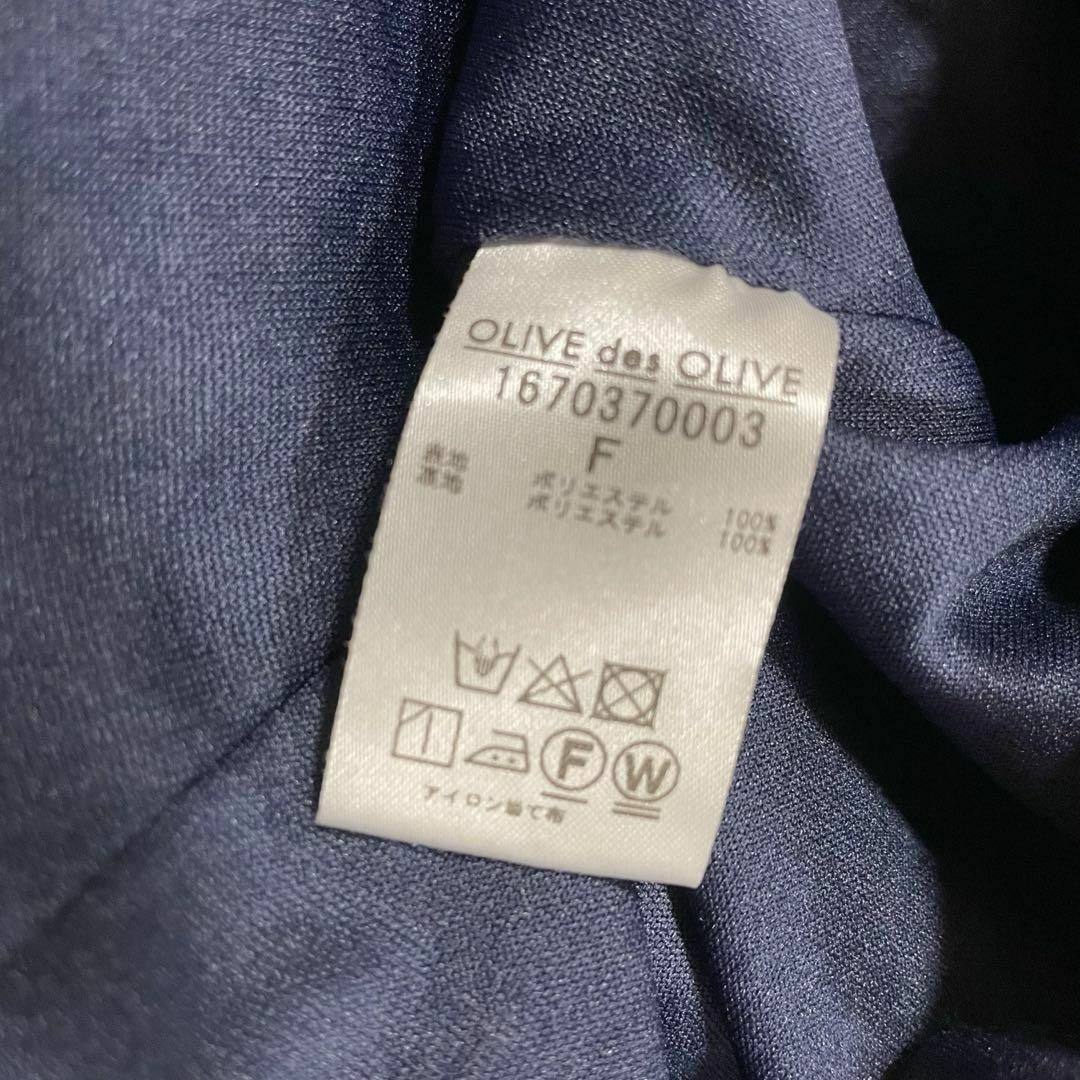 OLIVE des OLIVE
1670370003
F
表地 ポリエステル 100%
裏地 ポリエステル 100%
F W
アイロン当て布